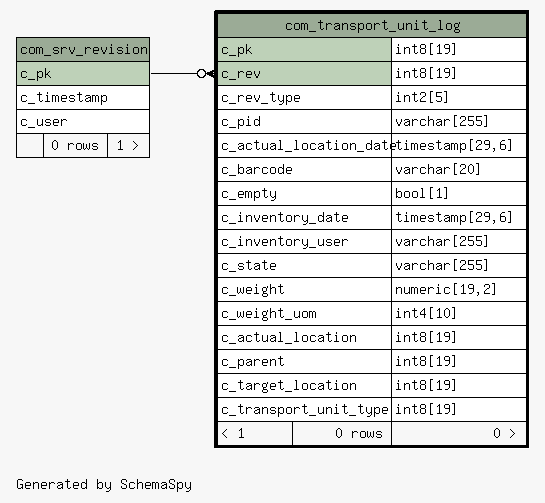 com_srv_revision
c_pk
c_timestamp
c_user
0 rows 1 >
com_transport_unit_log
c_pk int8[19]
c_rev int8[19]
c_rev_type int2[5]
c_pid varchar[255]
c_actual_location_date timestamp[29,6]
c_barcode varchar[20]
c_empty bool[1]
c_inventory_date timestamp[29,6]
c_inventory_user varchar[255]
c_state varchar[255]
c_weight numeric[19,2]
c_weight_uom int4[10]
c_actual_location int8[19]
c_parent int8[19]
c_target_location int8[19]
c_transport_unit_type int8[19]
< 1 0 rows 0 >
Generated by SchemaSpy